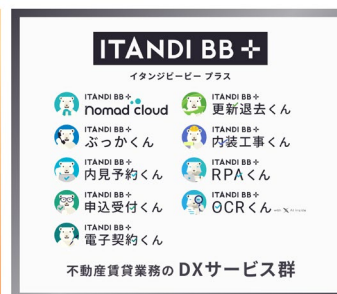 ITANDI BB +
イタンジビービー プラス
ITANDI BB +
nomad cloud
ITANDI BB +
更新退去くん
ITANDI BB +
ぶっかくん
ITANDI BB +
内装工事くん
ITANDI BB +
内見予約くん
ITANDI BB +
RPAくん
ITANDI BB +
申込受付くん
ITANDI BB +
OCRくん
ITANDI BB +
電子契約くん
不動産賃貸業務の DXサービス群